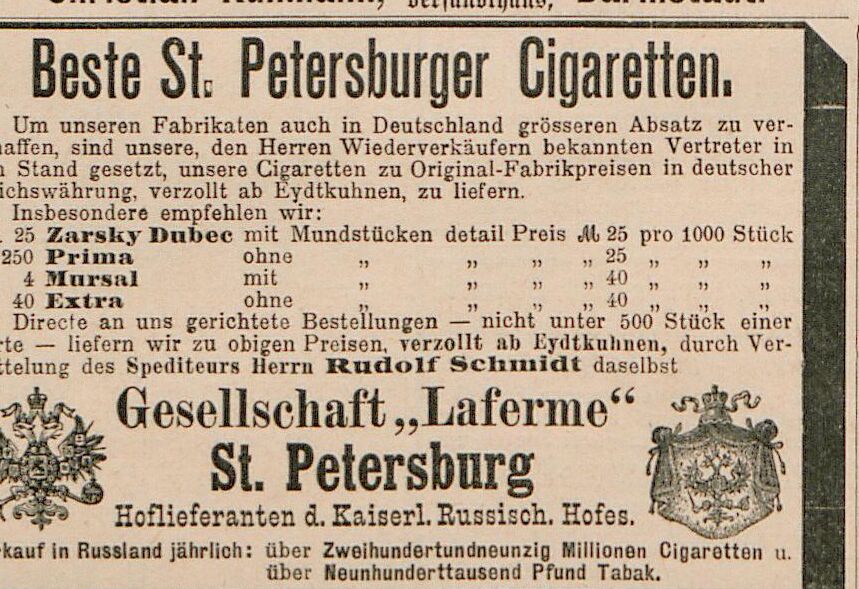 Beste St. Petersburger Cigaretten.
Um unseren Fabrikaten auch in Deutschland grösseren Absatz zu ver-
haffen, sind unsere, den Herren Wiederverkäufern bekannten Vertreter in
n Stand gesetzt, unsere Cigaretten zu Original-Fabrikpreisen in deutscher
ichswährung, verzollt ab Eydtkuhnen, zu liefern.
Insbesondere empfehlen wir:
. 25 Zarsky Dubec mit Mundstücken detail Preis ℳ 25 pro 1000 Stück
250 Prima ohne „ „ „ „ 25 „ „ „
4 Mursal mit „ „ „ „ 40 „ „ „
40 Extra ohne „ „ „ „ 40 „ „ „
Directe an uns gerichtete Bestellungen — nicht unter 500 Stück einer
rte — liefern wir zu obigen Preisen, verzollt ab Eydtkuhnen, durch Ver-
ttelung des Spediteurs Herrn Rudolf Schmidt daselbst
Gesellschaft „Laferme“
St. Petersburg
Hoflieferanten d. Kaiserl. Russisch. Hofes.
kauf in Russland jährlich: über Zweihundertundneunzig Millionen Cigaretten u.
über Neunhunderttausend Pfund Tabak.